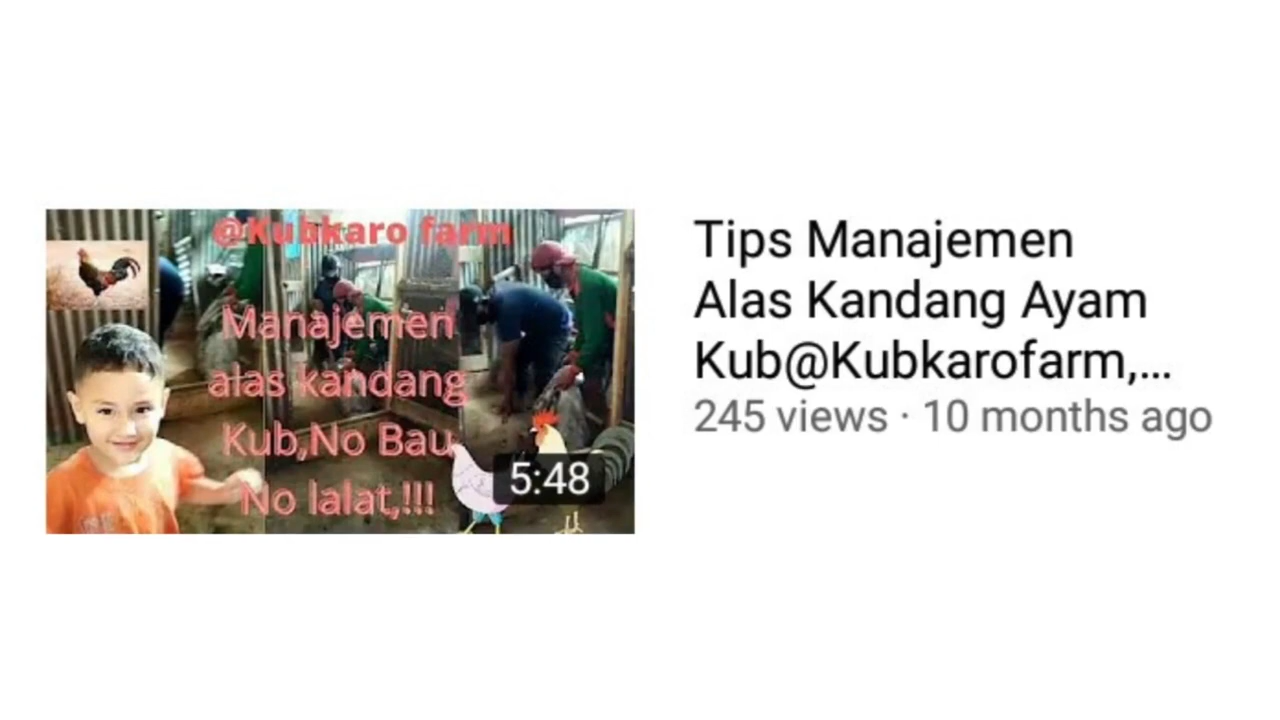 @Kubkaro farm
Manajemen
alas kandang
Kub,No Bau
No lalat,!!!
5:48
Tips Manajemen
Alas Kandang Ayam
Kub@Kubkarofarm,...
245 views · 10 months ago